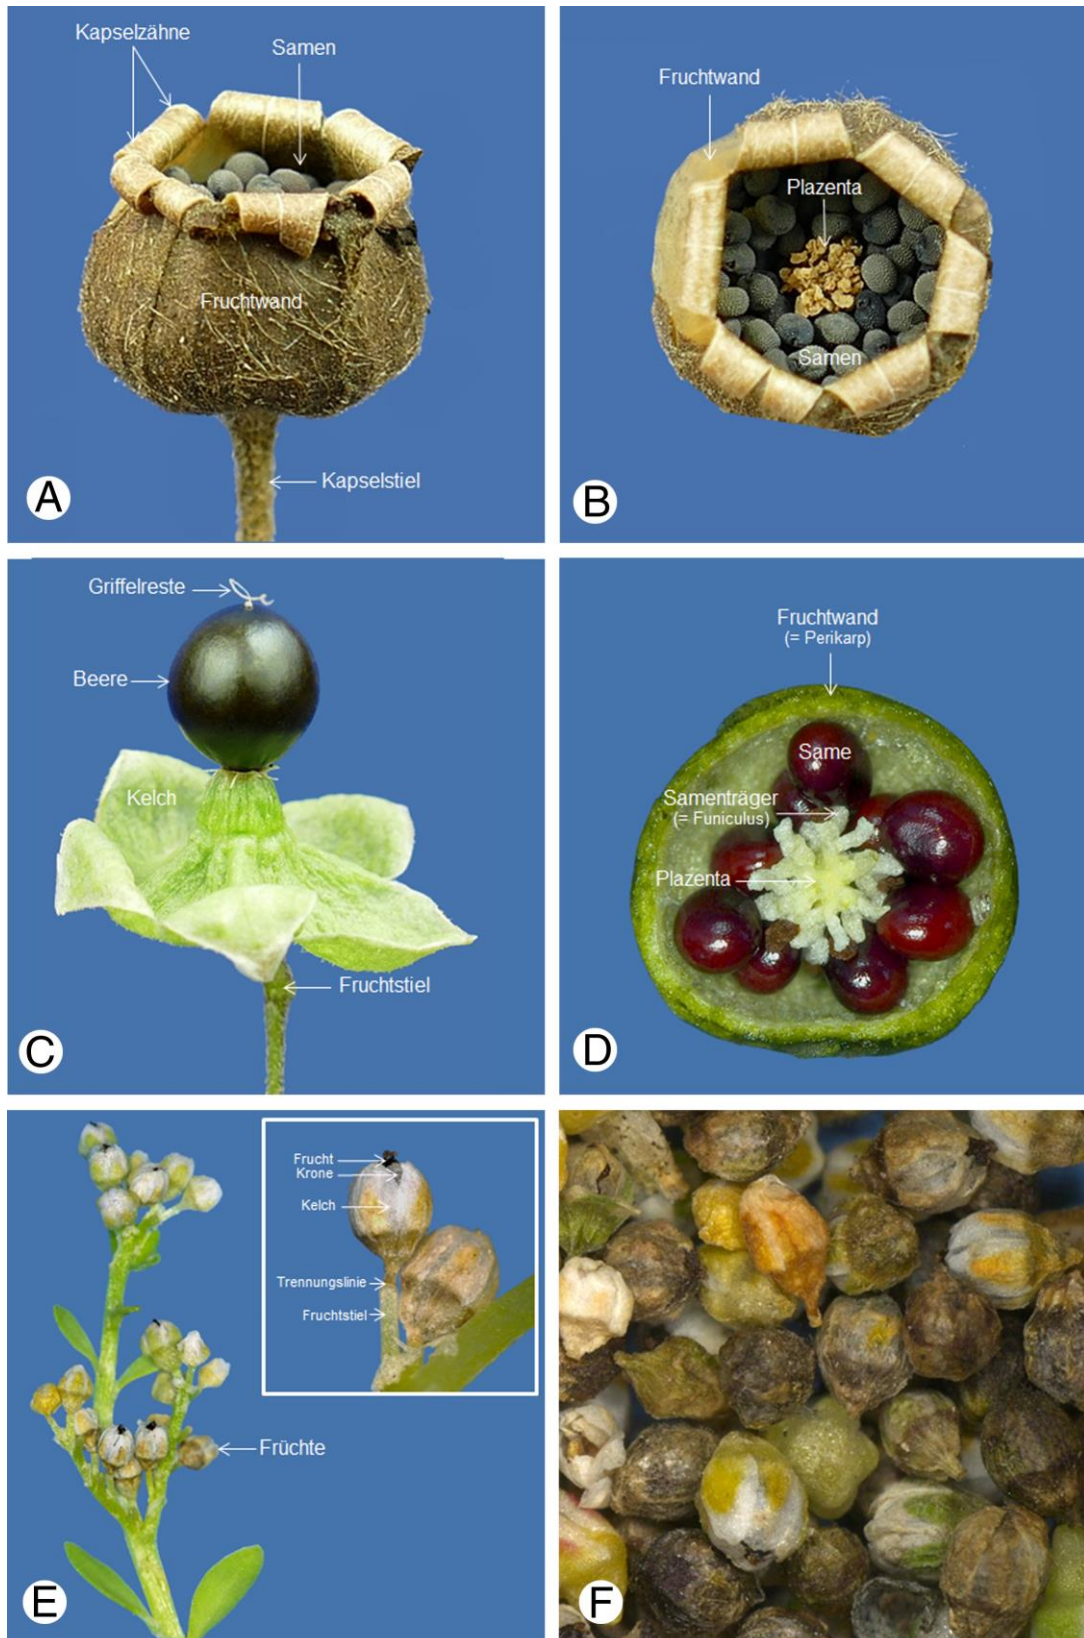 Kapselzähne
Samen
Fruchtwand
Kapselstiel
A
Fruchtwand
Plazenta
Samen
B
Griffelreste
Beere
Kelch
Fruchtstiel
C
Fruchtwand
(= Perikarp)
Same
Samenträger
(= Funiculus)
Plazenta
D
Frucht
Krone
Kelch
Trennungslinie
Fruchtstiel
Früchte
E
F